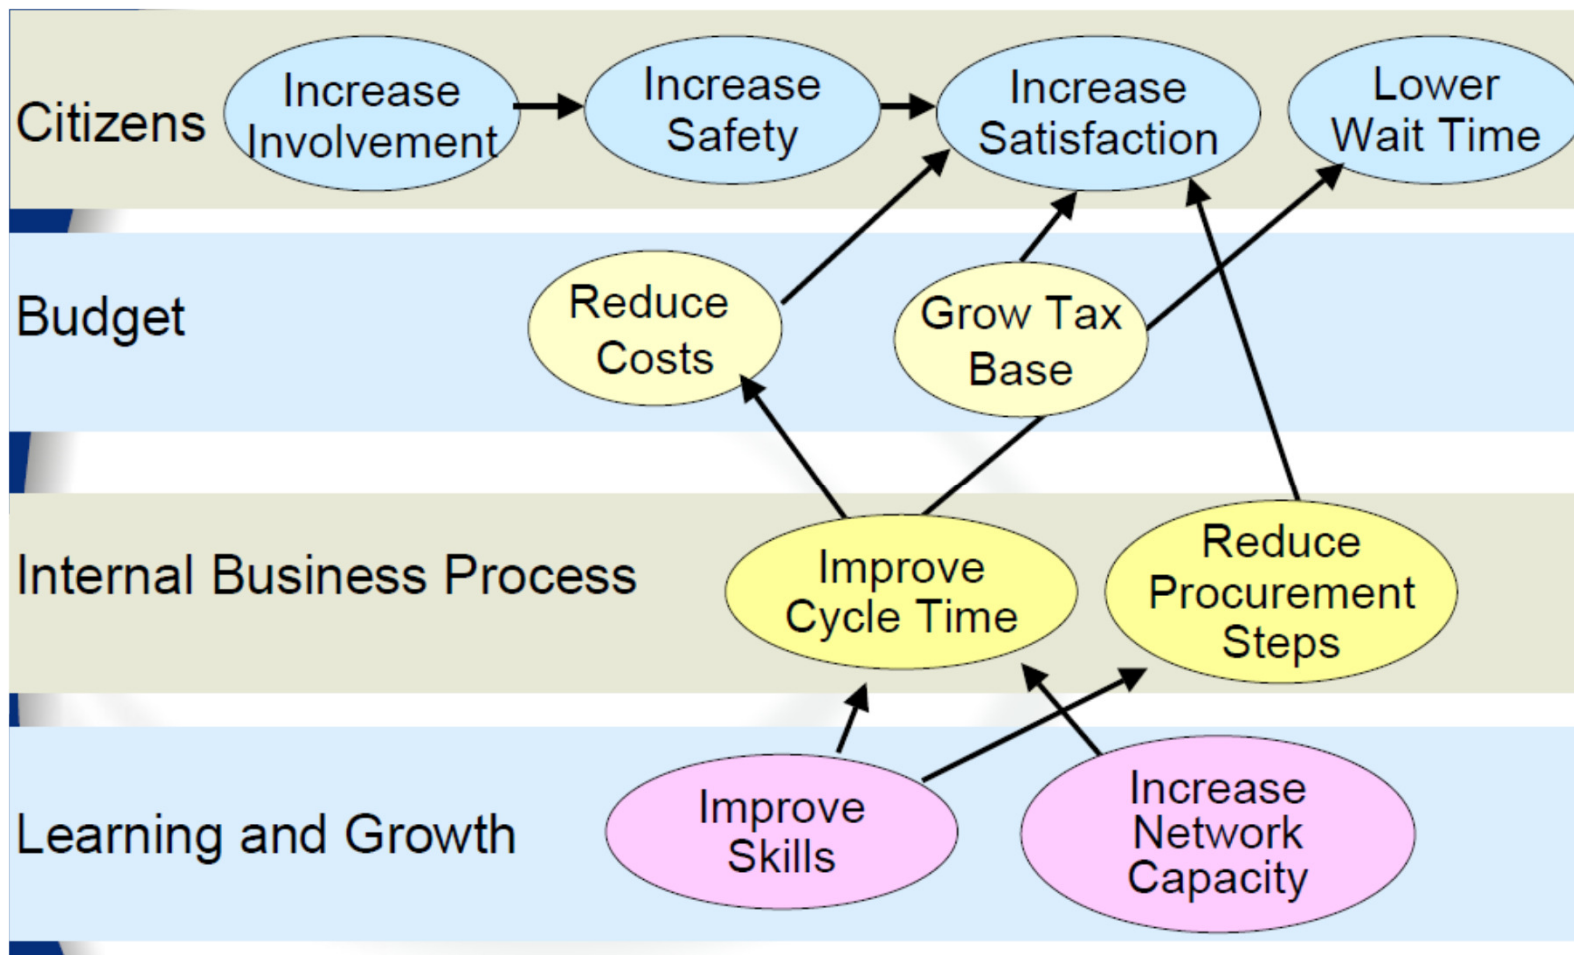 Citizens
Increase
Involvement
Increase
Safety
Increase
Satisfaction
Lower
Wait Time
Budget
Reduce
Costs
Grow Tax
Base
Internal Business Process
Improve
Cycle Time
Reduce
Procurement
Steps
Learning and Growth
Improve
Skills
Increase
Network
Capacity